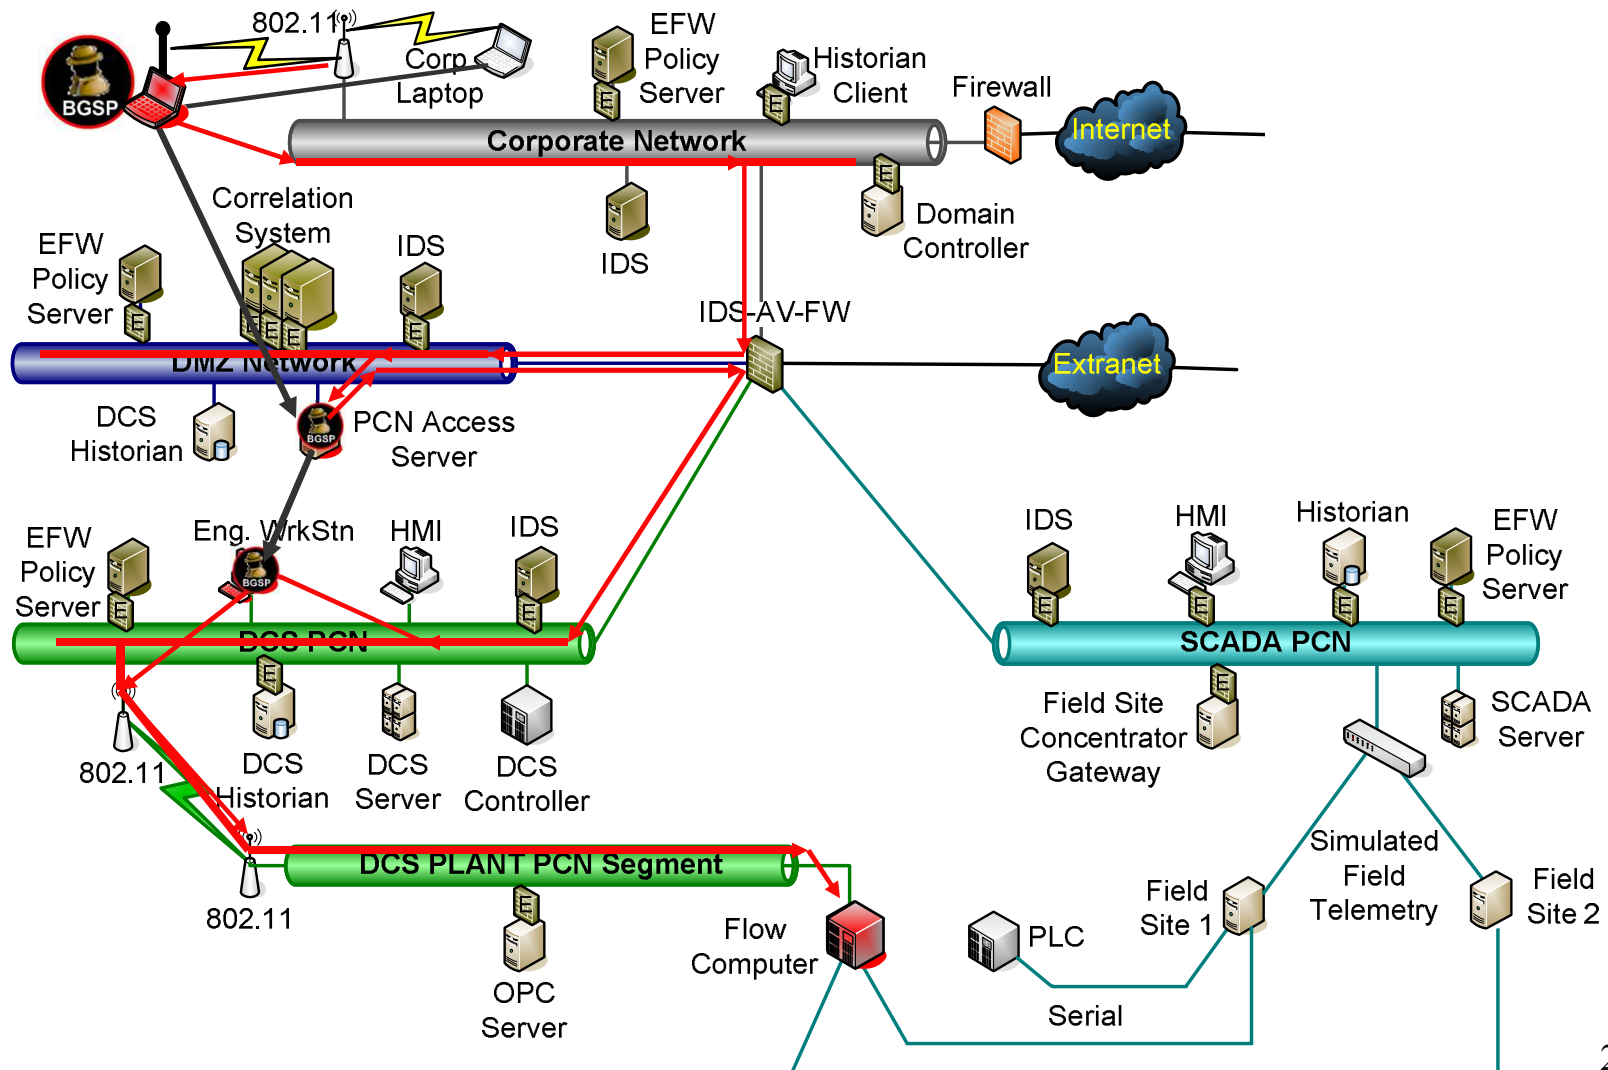 802.11
Corp
Laptop
BGSP
EFW
Policy
Server
E
Historian
Client
E
Firewall
Internet
Corporate Network
E
Domain
Controller
IDS
Correlation
System
EFW
Policy
Server
E
E
E
E
IDS
E
IDS-AV-FW
DMZ Network
Extranet
DCS
Historian
BGSP
PCN Access
Server
EFW
Policy
Server
E
Eng. WrkStn
BGSP
HMI
IDS
E
DCS PCN
802.11
E
DCS
Historian
DCS
Server
DCS
Controller
IDS
E
HMI
E
Historian
E
EFW
Policy
Server
E
SCADA PCN
E
Field Site
Concentrator
Gateway
SCADA
Server
802.11
DCS PLANT PCN Segment
E
OPC
Server
Flow
Computer
PLC
Serial
Field
Site 1
Simulated
Field
Telemetry
Field
Site 2